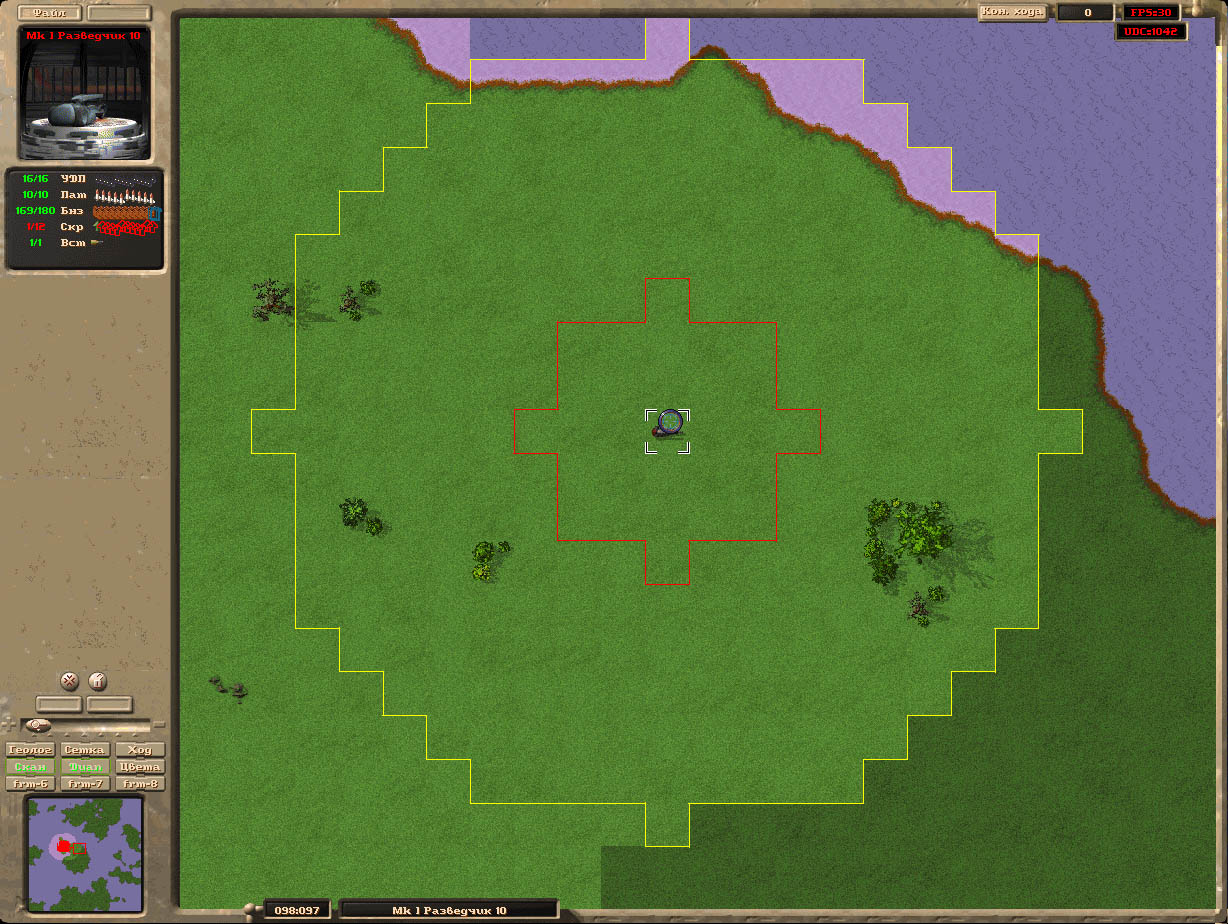 Файл
Кон. хода
0
FPS:30
UDC:1042
Mk I Разведчик 10
16/16 УДП
10/10 Пат
169/180 Бнз
1/12 Скр
1/1 Вст
Геолог Сетка Ход
Скан Диап Цвета
frm-6 frm-7 frm-8
098:097
Mk I Разведчик 10